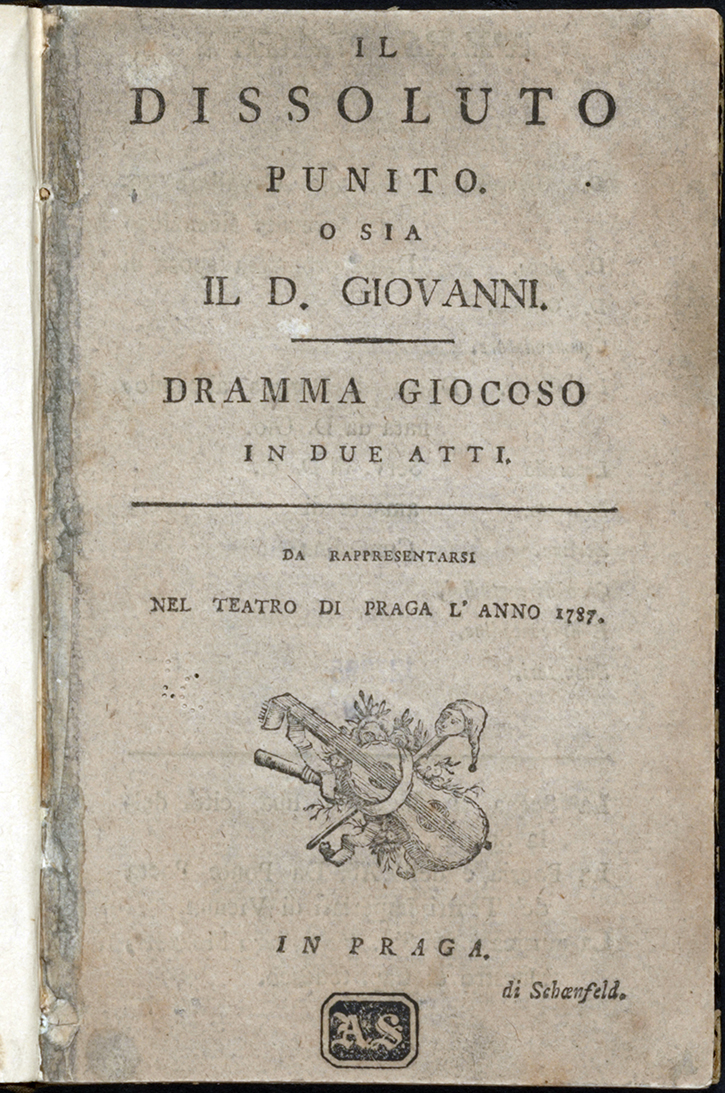 IL
DISSOLUTO
PUNITO.
O SIA
IL D. GIOVANNI.
DRAMMA GIOCOSO
IN DUE ATTI.
DA RAPPRESENTARSI
NEL TEATRO DI PRAGA L' ANNO 1787.
IN PRAGA.
di Schœnfeld.
AS